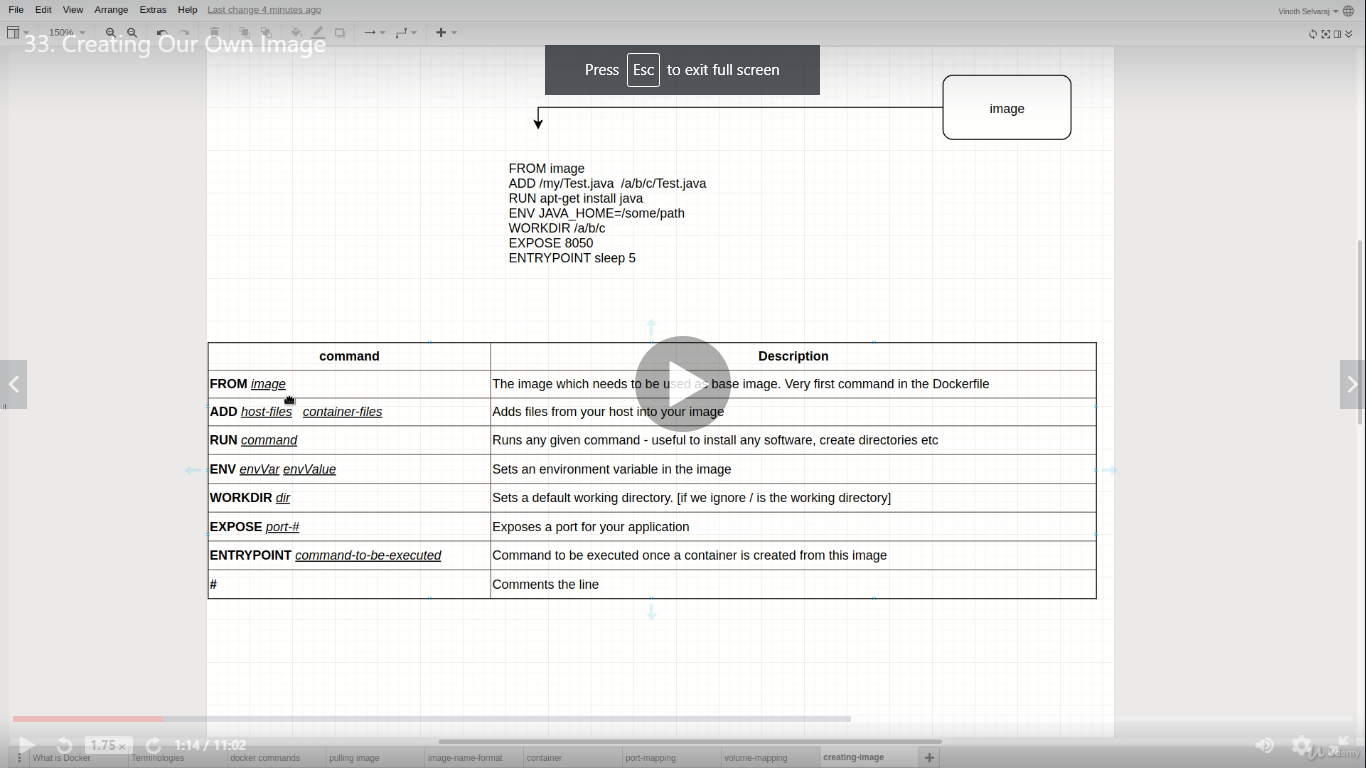 File Edit View Arrange Extras Help Last change 4 minutes ago
Vinoth Selvaraj
150%
33. Creating Our Own Image
Press Esc to exit full screen
image
FROM image
ADD /my/Test.java /a/b/c/Test.java
RUN apt-get install java
ENV JAVA_HOME=/some/path
WORKDIR /a/b/c
EXPOSE 8050
ENTRYPOINT sleep 5
command Description
FROM image The image which needs to be used as base image. Very first command in the Dockerfile
ADD host-files container-files Adds files from your host into your image
RUN command Runs any given command - useful to install any software, create directories etc
ENV envVar envValue Sets an environment variable in the image
WORKDIR dir Sets a default working directory. [if we ignore / is the working directory]
EXPOSE port-# Exposes a port for your application
ENTRYPOINT command-to-be-executed Command to be executed once a container is created from this image
# Comments the line
1.75 x 1:14 / 11:02
Udemy
What is Docker Terminologies docker commands pulling image image-name-format container port-mapping volume-mapping creating-image